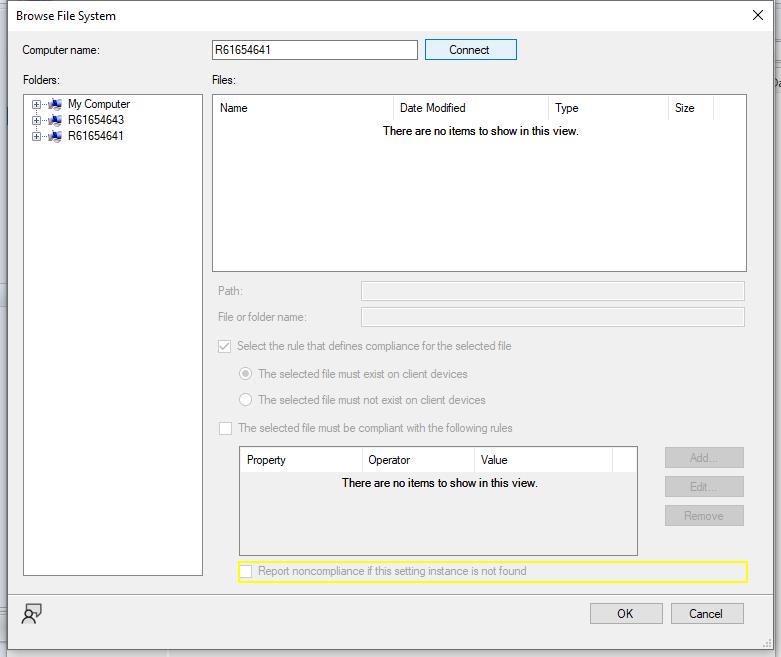 Browse File System
Computer name: R61654641 Connect
Folders: Files:
My Computer
R61654643
R61654641
Name Date Modified Type Size
There are no items to show in this view.
Path:
File or folder name:
Select the rule that defines compliance for the selected file
The selected file must exist on client devices
The selected file must not exist on client devices
The selected file must be compliant with the following rules
Property Operator Value
There are no items to show in this view.
Add...
Edit...
Remove
Report noncompliance if this setting instance is not found
OK Cancel